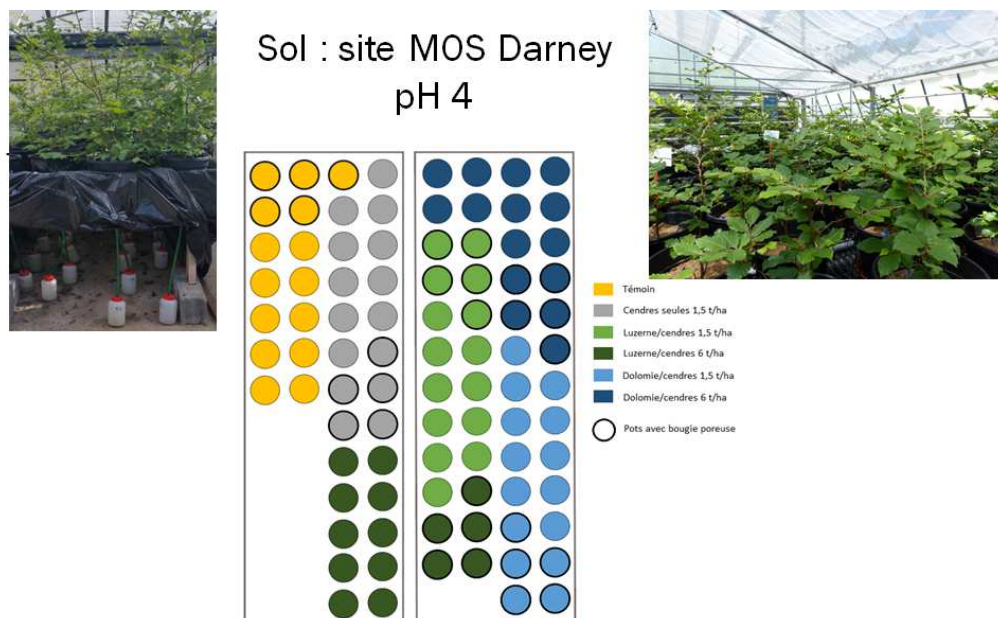 Sol : site MOS Darney
pH 4
Témoin
Cendres seules 1,5 t/ha
Luzerne/cendres 1,5 t/ha
Luzerne/cendres 6 t/ha
Dolomie/cendres 1,5 t/ha
Dolomie/cendres 6 t/ha
Pots avec bougie poreuse